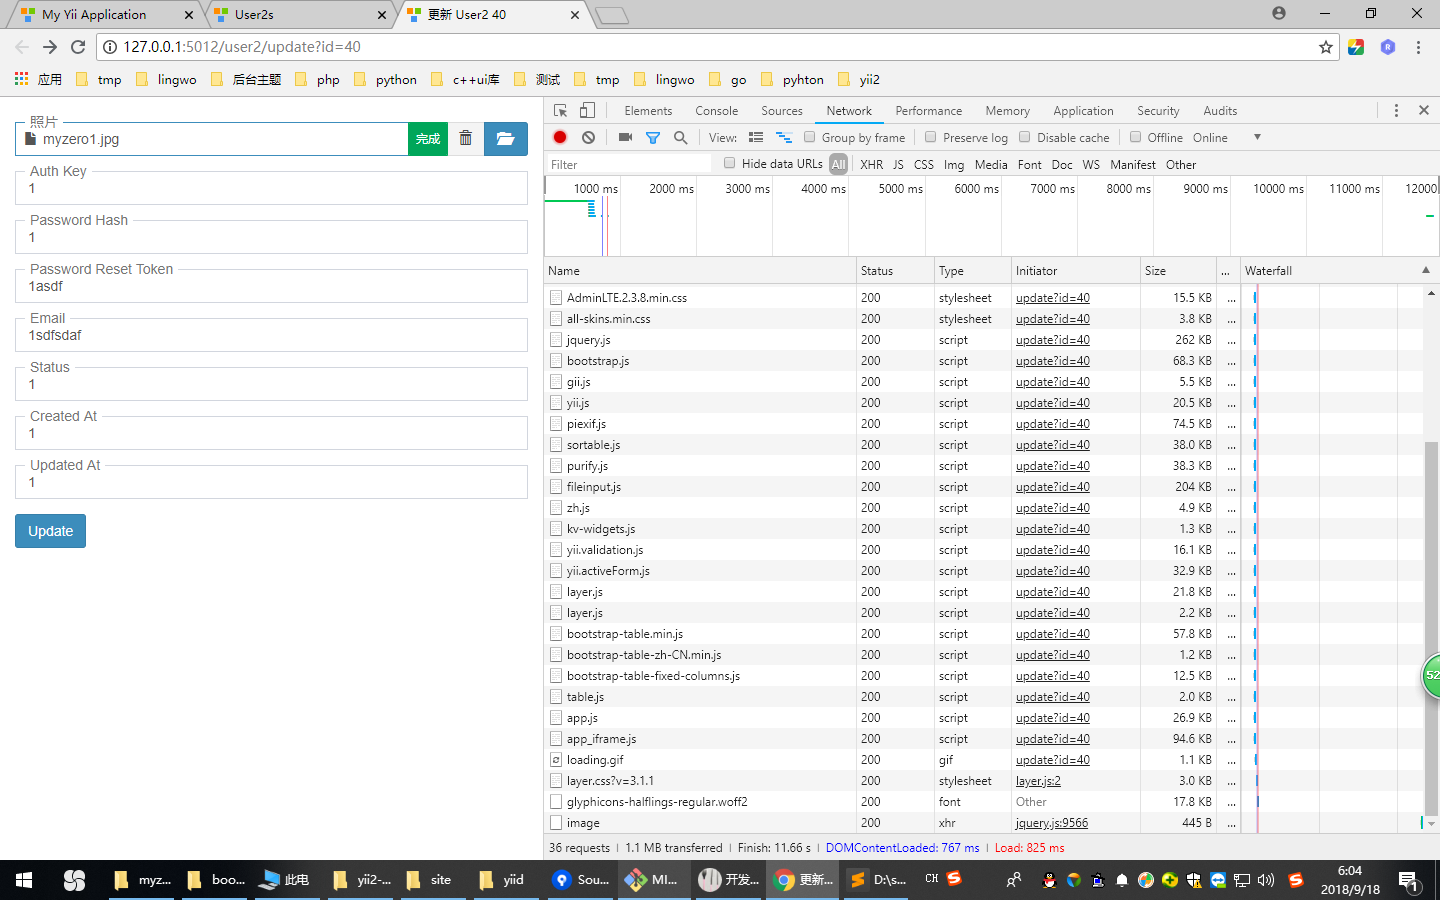 My Yii Application
User2s
更新 User2 40
127.0.0.1:5012/user2/update?id=40
应用 tmp lingwo 后台主题 php python c++ui库 测试 tmp lingwo go pyhton yii2
照片
myzero1.jpg 完成
Auth Key
1
Password Hash
1
Password Reset Token
1asdf
Email
1sdfsdaf
Status
1
Created At
1
Updated At
1
Update
Elements Console Sources Network Performance Memory Application Security Audits
View: Group by frame Preserve log Disable cache Offline Online
Filter Hide data URLs All XHR JS CSS Img Media Font Doc WS Manifest Other
1000 ms 2000 ms 3000 ms 4000 ms 5000 ms 6000 ms 7000 ms 8000 ms 9000 ms 10000 ms 11000 ms 12000
Name Status Type Initiator Size ... Waterfall
AdminLTE.2.3.8.min.css 200 stylesheet update?id=40 15.5 KB ...
all-skins.min.css 200 stylesheet update?id=40 3.8 KB ...
jquery.js 200 script update?id=40 262 KB ...
bootstrap.js 200 script update?id=40 68.3 KB ...
gii.js 200 script update?id=40 5.5 KB ...
yii.js 200 script update?id=40 20.5 KB ...
piexif.js 200 script update?id=40 74.5 KB ...
sortable.js 200 script update?id=40 38.0 KB ...
purify.js 200 script update?id=40 38.3 KB ...
fileinput.js 200 script update?id=40 204 KB ...
zh.js 200 script update?id=40 4.9 KB ...
kv-widgets.js 200 script update?id=40 1.3 KB ...
yii.validation.js 200 script update?id=40 16.1 KB ...
yii.activeForm.js 200 script update?id=40 32.9 KB ...
layer.js 200 script update?id=40 21.8 KB ...
layer.js 200 script update?id=40 2.2 KB ...
bootstrap-table.min.js 200 script update?id=40 57.8 KB ...
bootstrap-table-zh-CN.min.js 200 script update?id=40 1.2 KB ...
bootstrap-table-fixed-columns.js 200 script update?id=40 12.5 KB ...
table.js 200 script update?id=40 2.0 KB ...
app.js 200 script update?id=40 26.9 KB ...
app_iframe.js 200 script update?id=40 94.6 KB ...
loading.gif 200 gif update?id=40 1.1 KB ...
layer.css?v=3.1.1 200 stylesheet layer.js:2 3.0 KB ...
glyphicons-halflings-regular.woff2 200 font Other 17.8 KB ...
image 200 xhr jquery.js:9566 445 B ...
36 requests | 1.1 MB transferred | Finish: 11.66 s | DOMContentLoaded: 767 ms | Load: 825 ms
52
myz... boo... 此电 yii2-... site yiid Sou... MI... 开发... 更新... D:\s... CH
6:04
2018/9/18
1